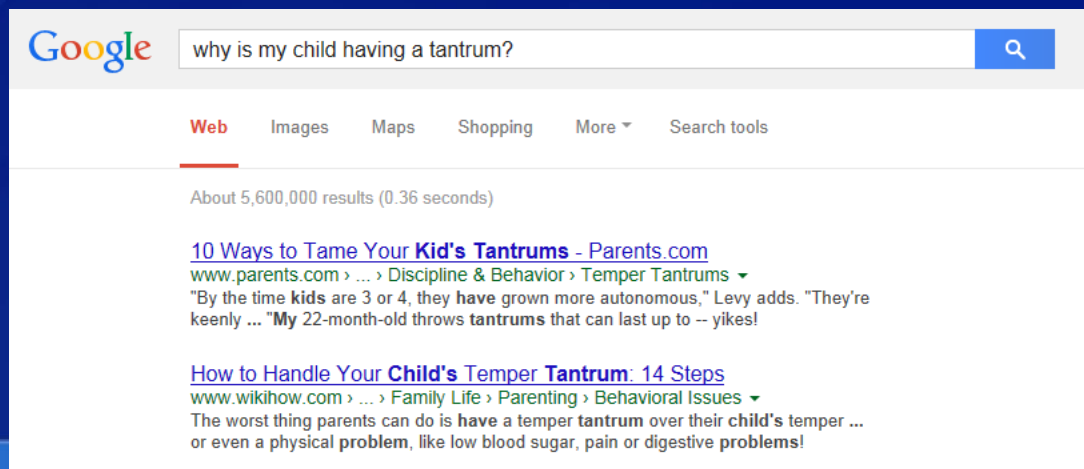 Google why is my child having a tantrum?
Web Images Maps Shopping More Search tools
About 5,600,000 results (0.36 seconds)
10 Ways to Tame Your Kid's Tantrums - Parents.com
www.parents.com › ... › Discipline & Behavior › Temper Tantrums
"By the time kids are 3 or 4, they have grown more autonomous," Levy adds. "They're
keenly ... "My 22-month-old throws tantrums that can last up to -- yikes!
How to Handle Your Child's Temper Tantrum: 14 Steps
www.wikihow.com › ... › Family Life › Parenting › Behavioral Issues
The worst thing parents can do is have a temper tantrum over their child's temper ...
or even a physical problem, like low blood sugar, pain or digestive problems!